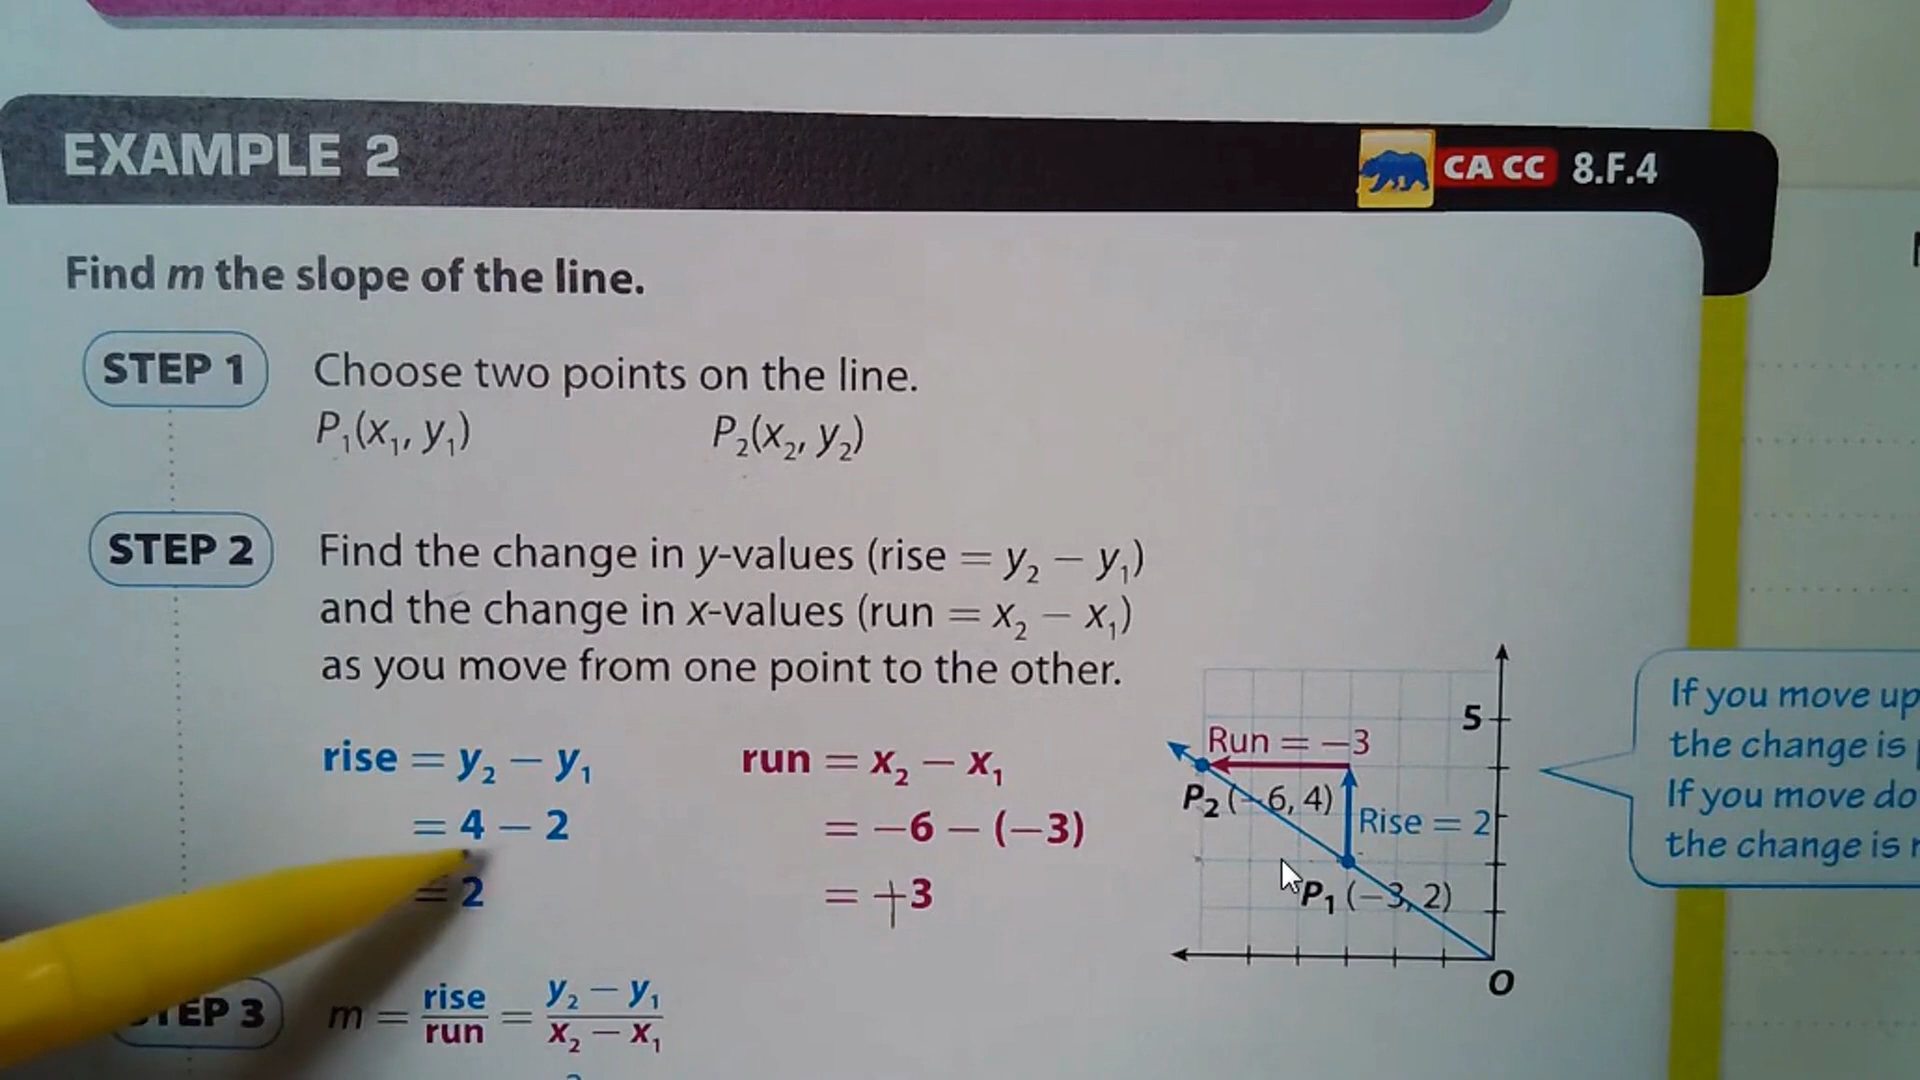 EXAMPLE 2
CA CC 8.F.4
Find m the slope of the line.
STEP 1
Choose two points on the line.
P₁(x₁, y₁) P₂(x₂, y₂)
STEP 2
Find the change in y-values (rise = y₂ − y₁)
and the change in x-values (run = x₂ − x₁)
as you move from one point to the other.
rise = y₂ − y₁
= 4 − 2
= 2
run = x₂ − x₁
= −6 − (−3)
= +3
5
Run = −3
P₂ (−6, 4)
Rise = 2
P₁ (−3, 2)
O
If you move up
the change is
If you move do
the change is
TEP 3
m = rise/run = y₂ − y₁/x₂ − x₁